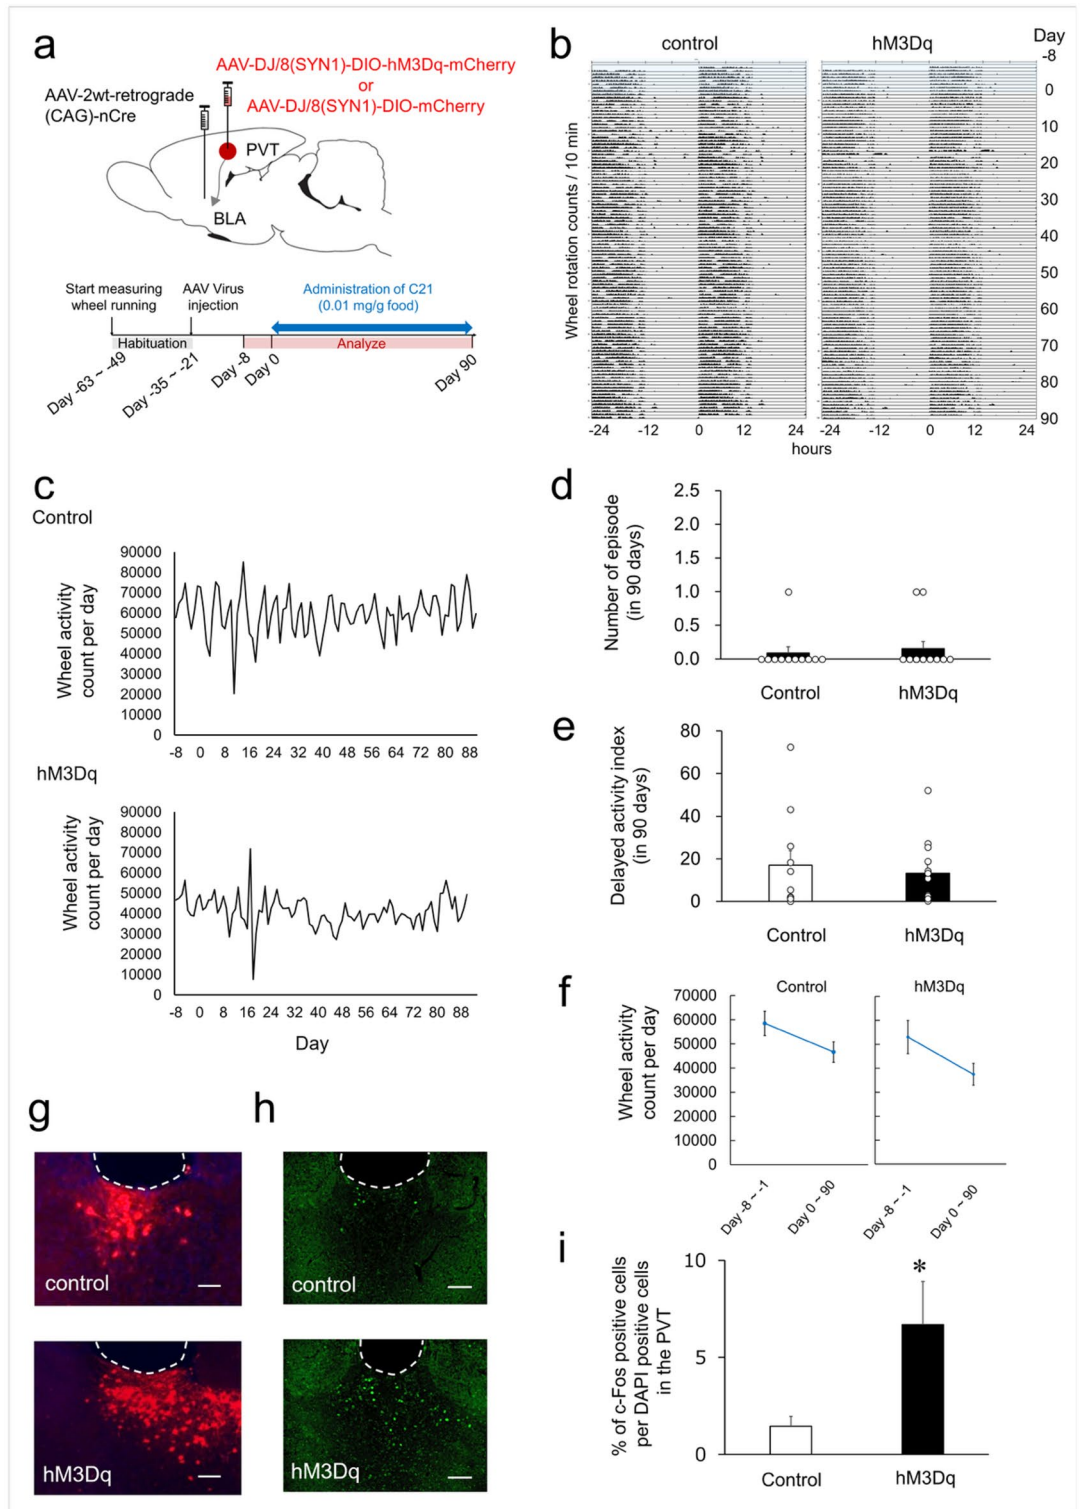 a
AAV-DJ/8(SYN1)-DIO-hM3Dq-mCherry
or
AAV-DJ/8(SYN1)-DIO-mCherry
AAV-2wt-retrograde
(CAG)-nCre
PVT
BLA
Start measuring
wheel running
AAV Virus
injection
Administration of C21
(0.01 mg/g food)
Habituation
Analyze
Day -63 ~ -49
Day -35 ~ -21
Day -8
Day 0
Day 90
b
control
hM3Dq
Day
-8
0
10
20
30
40
50
60
70
80
90
Wheel rotation counts / 10 min
-24 -12 0 12 24
-24 -12 0 12 24
hours
c
Control
Wheel activity
count per day
90000
80000
70000
60000
50000
40000
30000
20000
10000
0
-8 0 8 16 24 32 40 48 56 64 72 80 88
hM3Dq
Wheel activity
count per day
90000
80000
70000
60000
50000
40000
30000
20000
10000
0
-8 0 8 16 24 32 40 48 56 64 72 80 88
Day
d
Number of episode
(in 90 days)
2.5
2.0
1.5
1.0
0.5
0.0
Control hM3Dq
e
Delayed activity index
(in 90 days)
80
60
40
20
0
Control hM3Dq
f
Control hM3Dq
Wheel activity
count per day
70000
60000
50000
40000
30000
20000
10000
0
Day -8 ~ -1
Day 0 ~ 90
Day -8 ~ -1
Day 0 ~ 90
g
control
hM3Dq
h
control
hM3Dq
i
% of c-Fos positive cells
per DAPI positive cells
in the PVT
10
5
0
*
Control hM3Dq